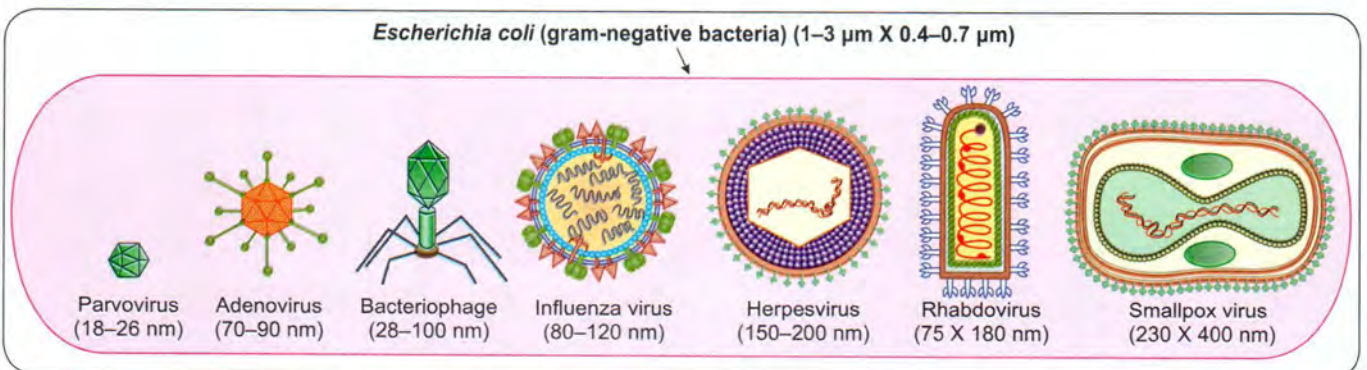 Escherichia coli (gram-negative bacteria) (1–3 µm X 0.4–0.7 µm)
Parvovirus
(18–26 nm)
Adenovirus
(70–90 nm)
Bacteriophage
(28–100 nm)
Influenza virus
(80–120 nm)
Herpesvirus
(150–200 nm)
Rhabdovirus
(75 X 180 nm)
Smallpox virus
(230 X 400 nm)